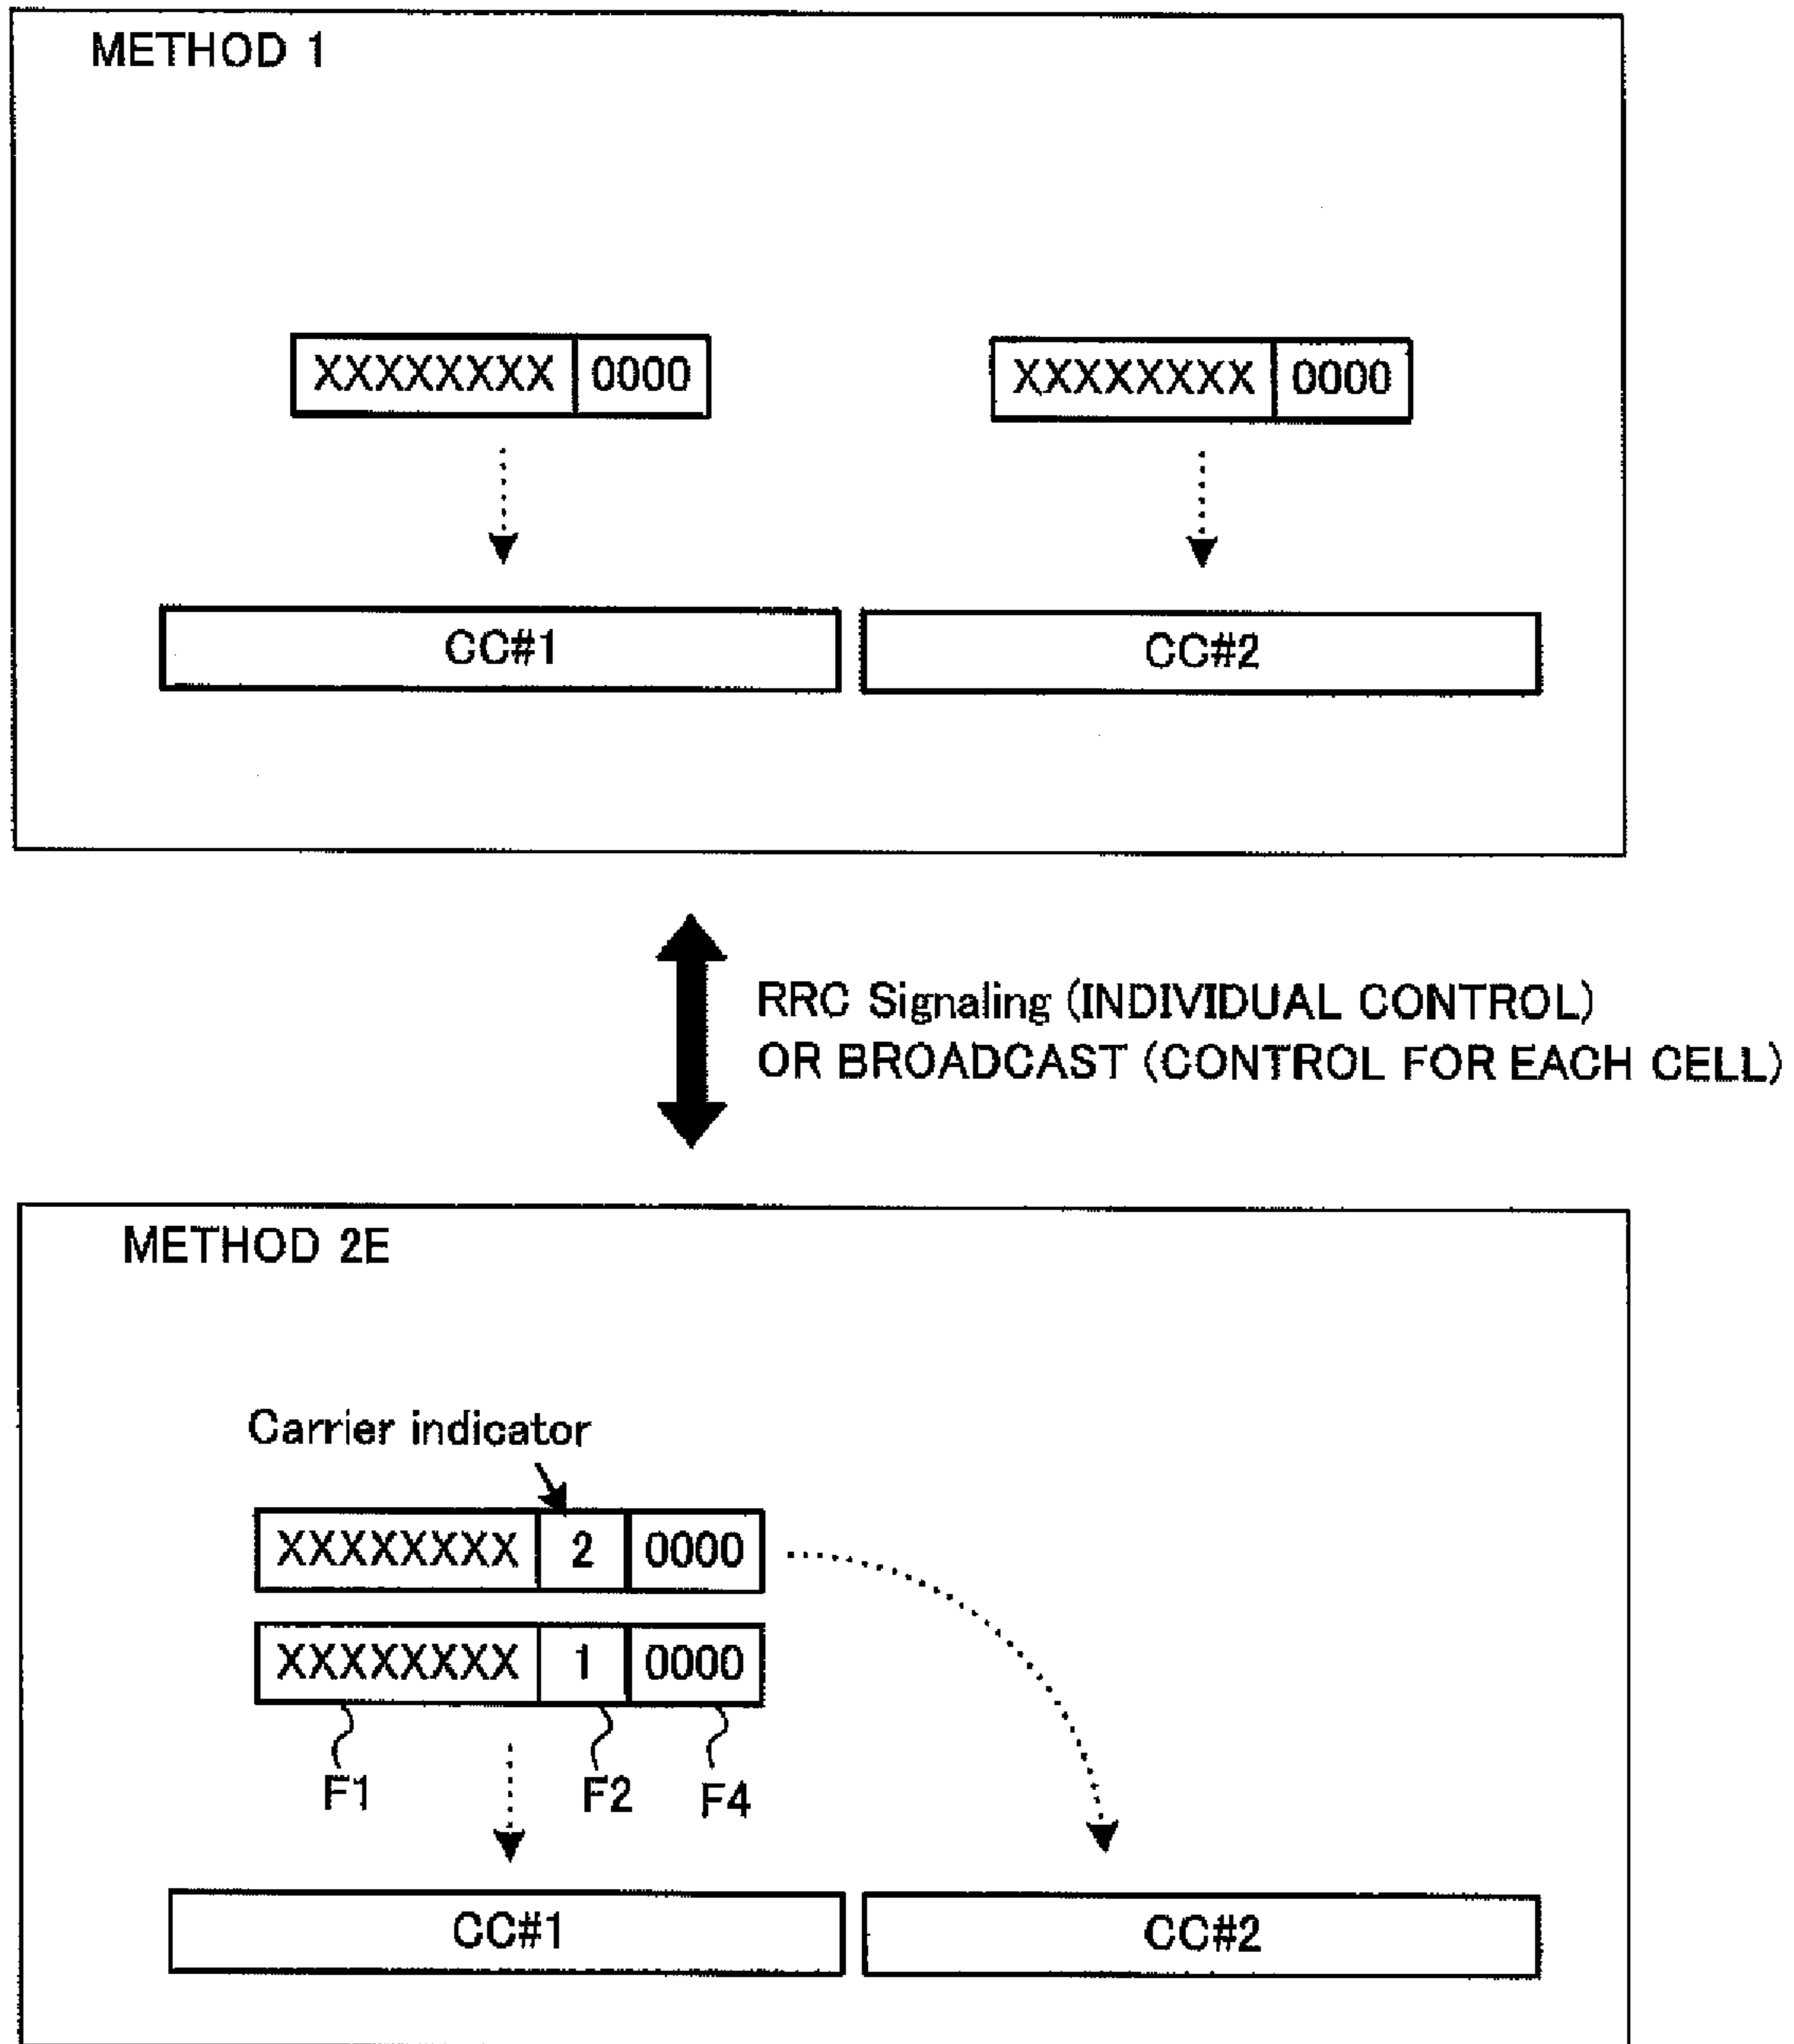 METHOD 1
XXXXXXXX 0000 XXXXXXXX 0000
CC#1 CC#2
RRC Signaling (INDIVIDUAL CONTROL)
OR BROADCAST (CONTROL FOR EACH CELL)
METHOD 2E
Carrier indicator
XXXXXXXX 2 0000
XXXXXXXX 1 0000
F1 F2 F4
CC#1 CC#2